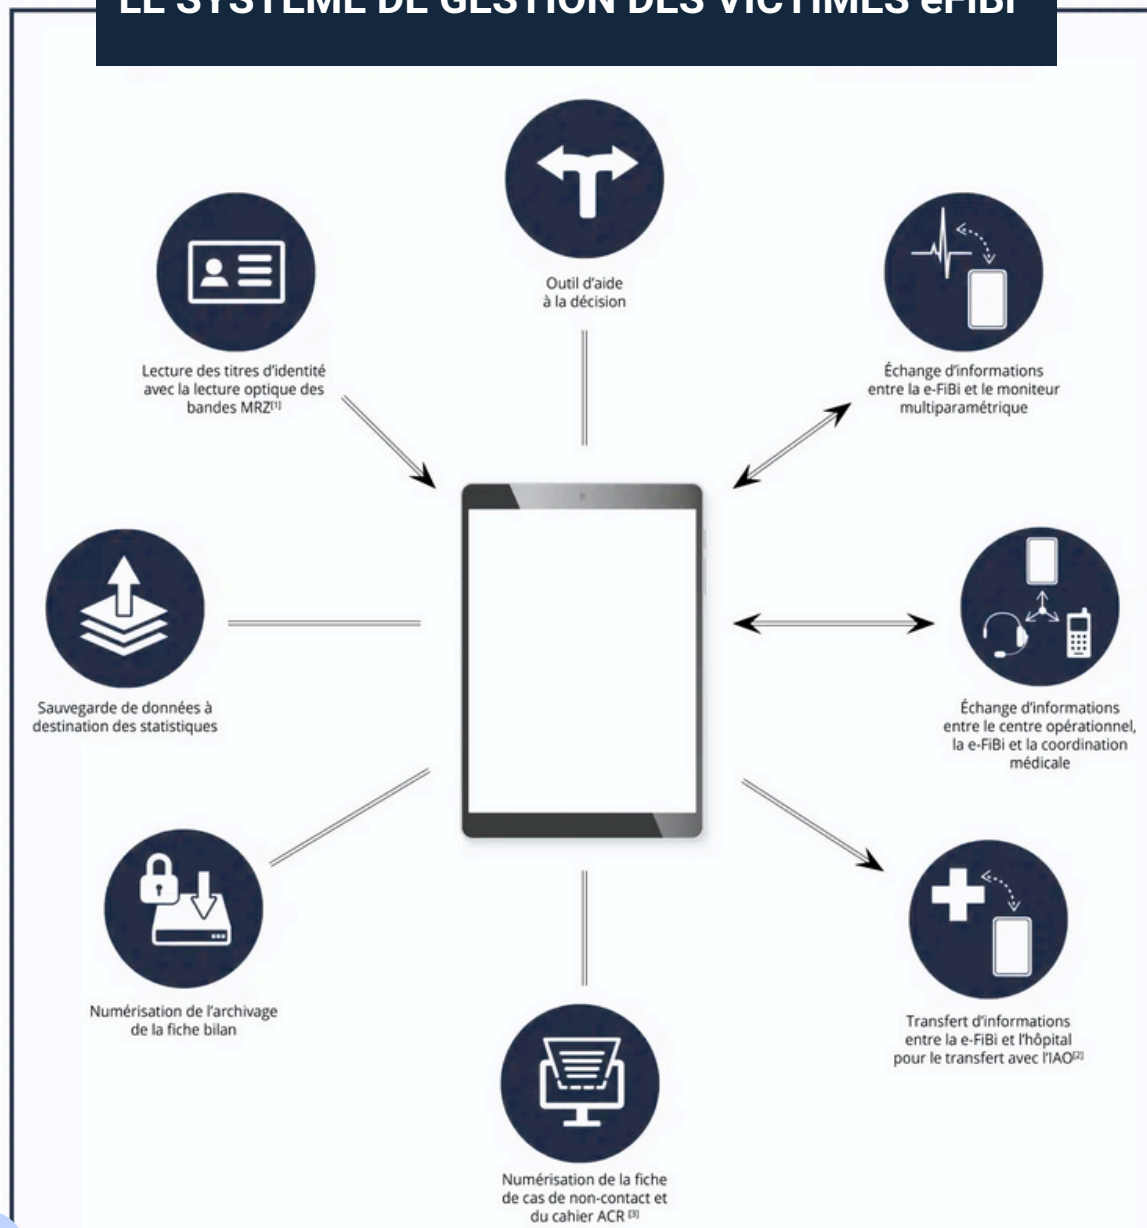 LE SYSTÈME DE GESTION DES VICTIMES eFiBi
Outil d'aide
à la décision
Lecture des titres d'identité
avec la lecture optique des
bandes MRZ[1]
Échange d'informations
entre la e-FiBi et le moniteur
multiparamétrique
Sauvegarde de données à
destination des statistiques
Échange d'informations
entre le centre opérationnel,
la e-FiBi et la coordination
médicale
Numérisation de l'archivage
de la fiche bilan
Transfert d'informations
entre la e-FiBi et l'hôpital
pour le transfert avec l'IAO[2]
Numérisation de la fiche
de cas de non-contact et
du cahier ACR [3]